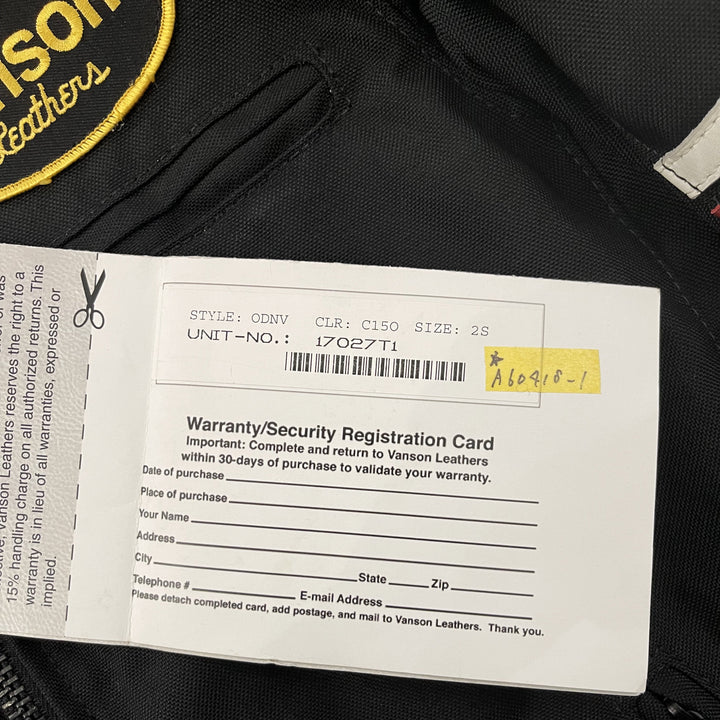 nson
Leathers
Vanson Leathers reserves the right to a
15% handling charge on all authorized returns. This
warranty is in lieu of all warranties, expressed or
implied.
STYLE: ODNV CLR: C150 SIZE: 2S
UNIT-NO.: 17027T1
A60418-1
Warranty/Security Registration Card
Important: Complete and return to Vanson Leathers
within 30-days of purchase to validate your warranty.
Date of purchase
Place of purchase
Your Name
Address
City State Zip
Telephone # E-mail Address
Please detach completed card, add postage, and mail to Vanson Leathers. Thank you.